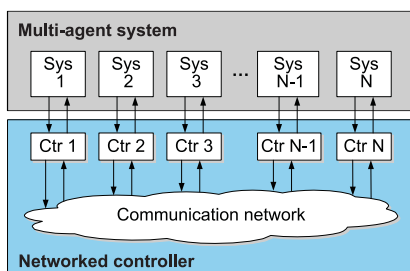 Multi-agent system
Sys Sys Sys ... Sys Sys
1 2 3 N-1 N
Ctr 1 Ctr 2 Ctr 3 Ctr N-1 Ctr N
Communication network
Networked controller